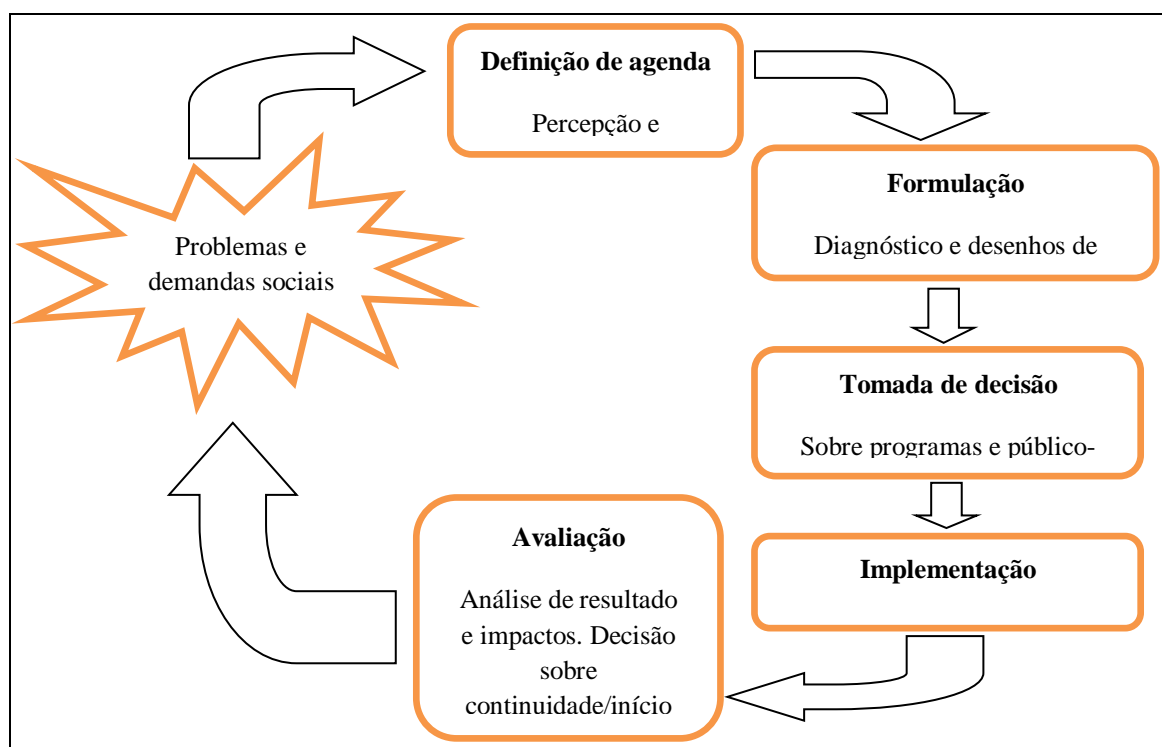 Definição de agenda
Percepção e
Formulação
Diagnóstico e desenhos de
Problemas e
demandas sociais
Tomada de decisão
Sobre programas e público-
Implementação
Avaliação
Análise de resultado
e impactos. Decisão
sobre
continuidade/início